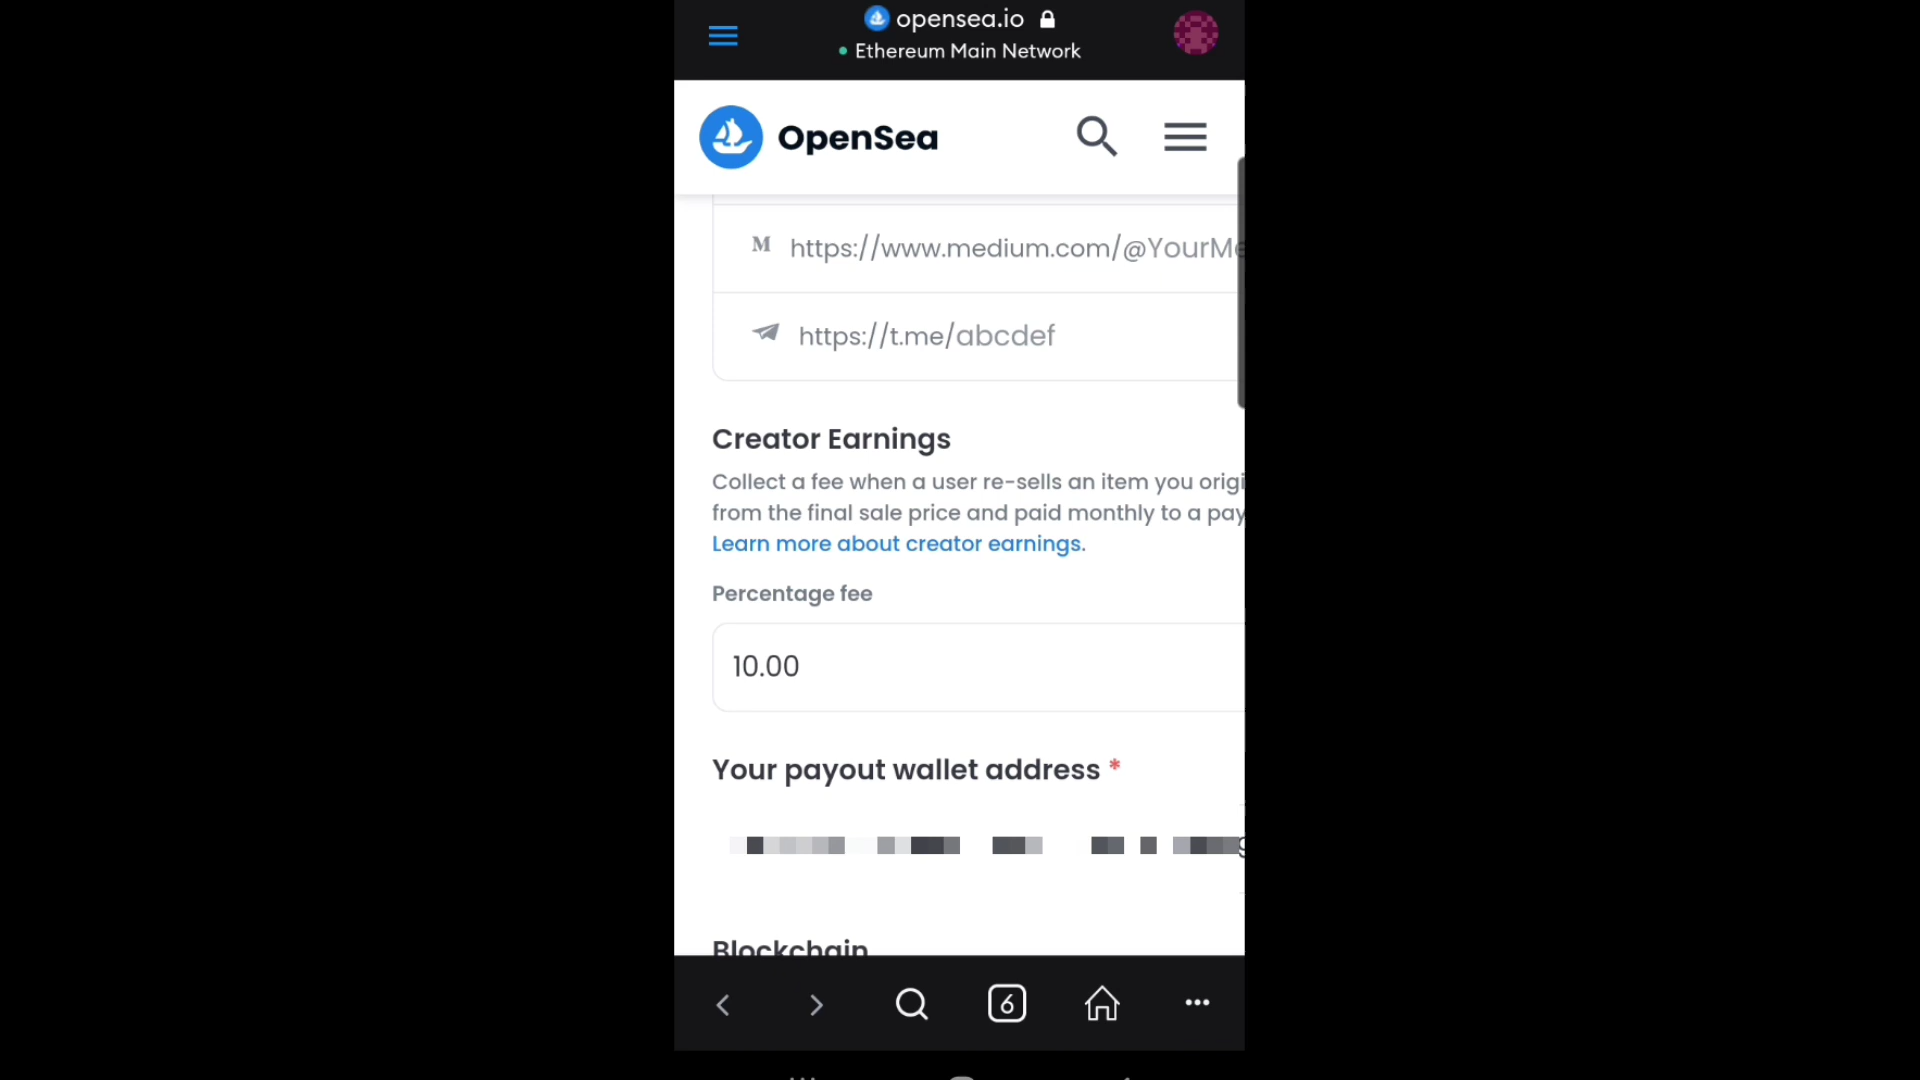 opensea.io
Ethereum Main Network
OpenSea
https://www.medium.com/@YourMe
https://t.me/abcdef
Creator Earnings
Collect a fee when a user re-sells an item you origi
from the final sale price and paid monthly to a pay
Learn more about creator earnings.
Percentage fee
10.00
Your payout wallet address *
Blockchain
6